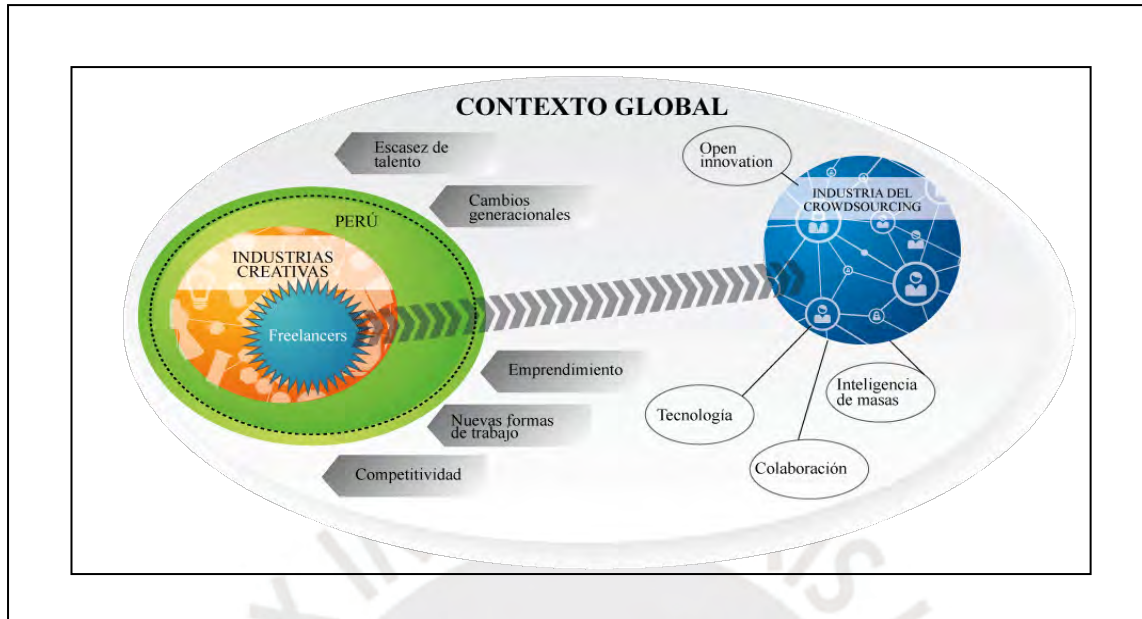 CONTEXTO GLOBAL
Escasez de
talento
Open
innovation
Cambios
generacionales
INDUSTRIA DEL
CROWDSOURCING
PERÚ
INDUSTRIAS
CREATIVAS
Freelancers
Emprendimiento
Inteligencia
de masas
Tecnología
Nuevas formas
de trabajo
Colaboración
Competitividad